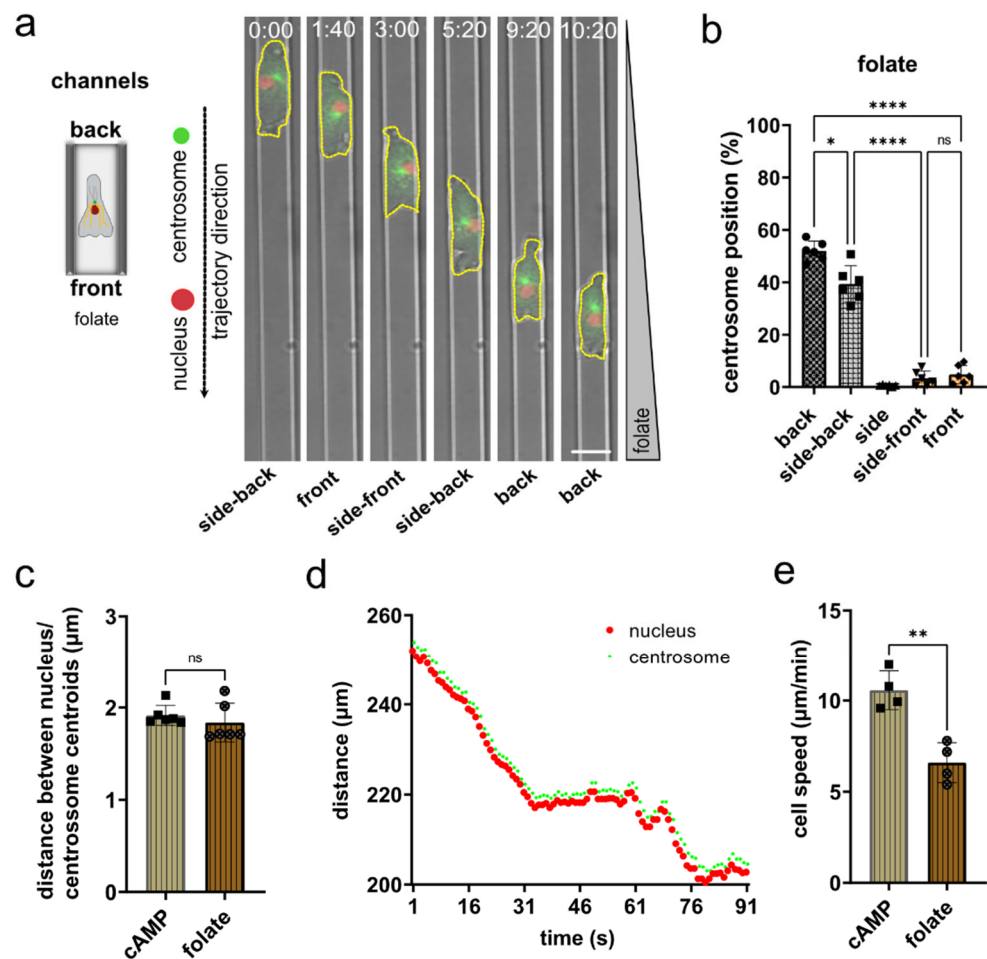 a
channels
back
front
folate
centrosome
nucleus
trajectory direction
0:00
1:40
3:00
5:20
9:20
10:20
folate
side-back
front
side-front
side-back
back
back
b
folate
****
*
****
ns
centrosome position (%)
100
80
60
40
20
0
back
side-back
side
side-front
front
c
distance between nucleus/
centrossome centroids (µm)
3
2
1
0
ns
cAMP
folate
d
distance (µm)
260
240
220
200
nucleus
centrosome
1
16
31
46
61
76
91
time (s)
e
cell speed (µm/min)
15
10
5
0
**
cAMP
folate